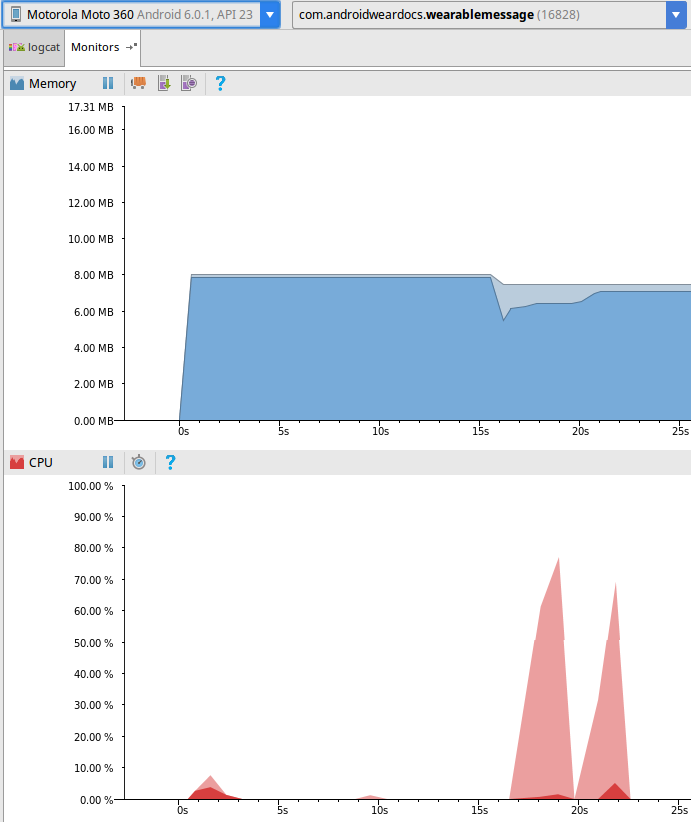 Motorola Moto 360 Android 6.0.1, API 23
com.androidweardocs.wearablemessage (16828)
logcat
Monitors
Memory
?
17.31 MB
16.00 MB
14.00 MB
12.00 MB
10.00 MB
8.00 MB
6.00 MB
4.00 MB
2.00 MB
0.00 MB
0s 5s 10s 15s 20s 25s
CPU
?
100.00 %
90.00 %
80.00 %
70.00 %
60.00 %
50.00 %
40.00 %
30.00 %
20.00 %
10.00 %
0.00 %
0s 5s 10s 15s 20s 25s